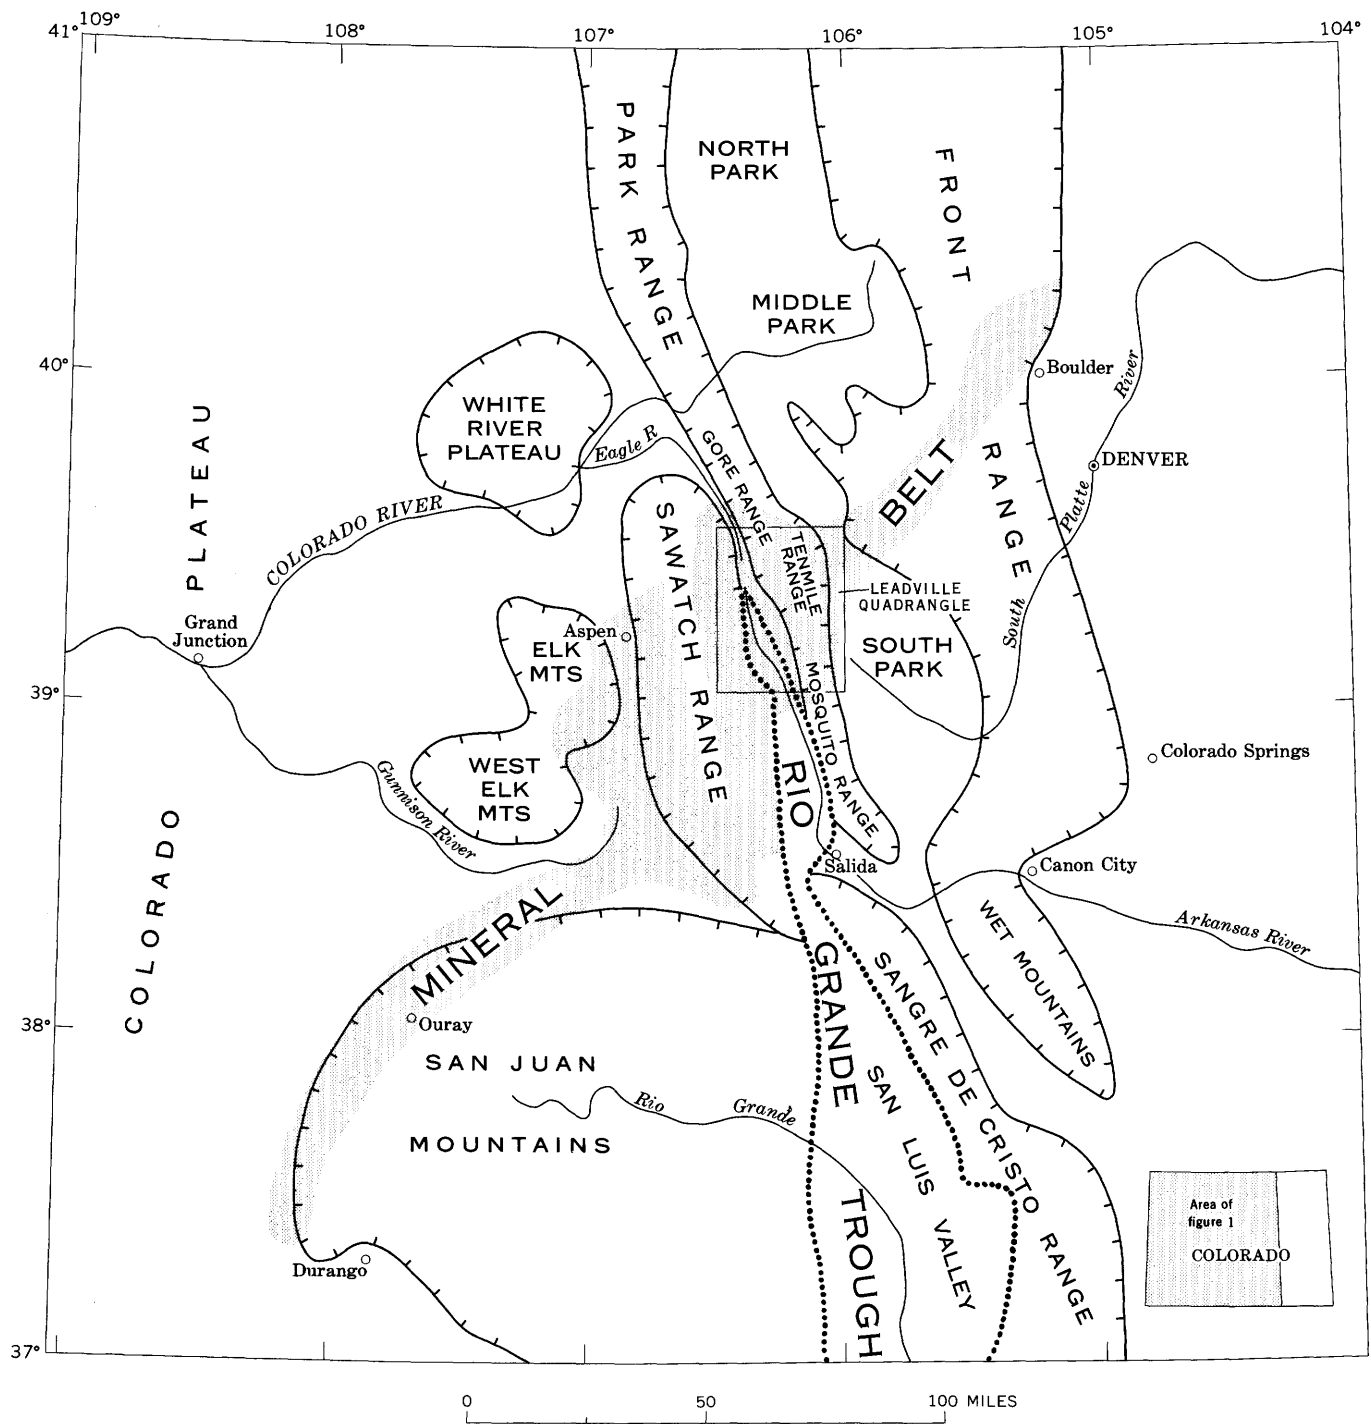 41° 109° 108° 107° 106° 105° 104°
PARK RANGE
NORTH
PARK
FRONT RANGE
MIDDLE
PARK
40°
Boulder
WHITE
RIVER
PLATEAU
Eagle R
GORE RANGE
South Platte River
DENVER
COLORADO PLATEAU
COLORADO RIVER
MINERAL BELT
SAWATCH RANGE
TENMILE
RANGE
LEADVILLE
QUADRANGLE
Grand
Junction
Aspen
ELK
MTS
SOUTH
PARK
39°
MOSQUITO RANGE
Colorado Springs
WEST
ELK
MTS
Gunnison River
RIO GRANDE TROUGH
Salida
Canon City
WET MOUNTAINS
Arkansas River
SANGRE DE CRISTO RANGE
38°
Ouray
SAN JUAN
MOUNTAINS
Rio Grande
SAN LUIS VALLEY
Area of
figure 1
COLORADO
Durango
37°
0 50 100 MILES